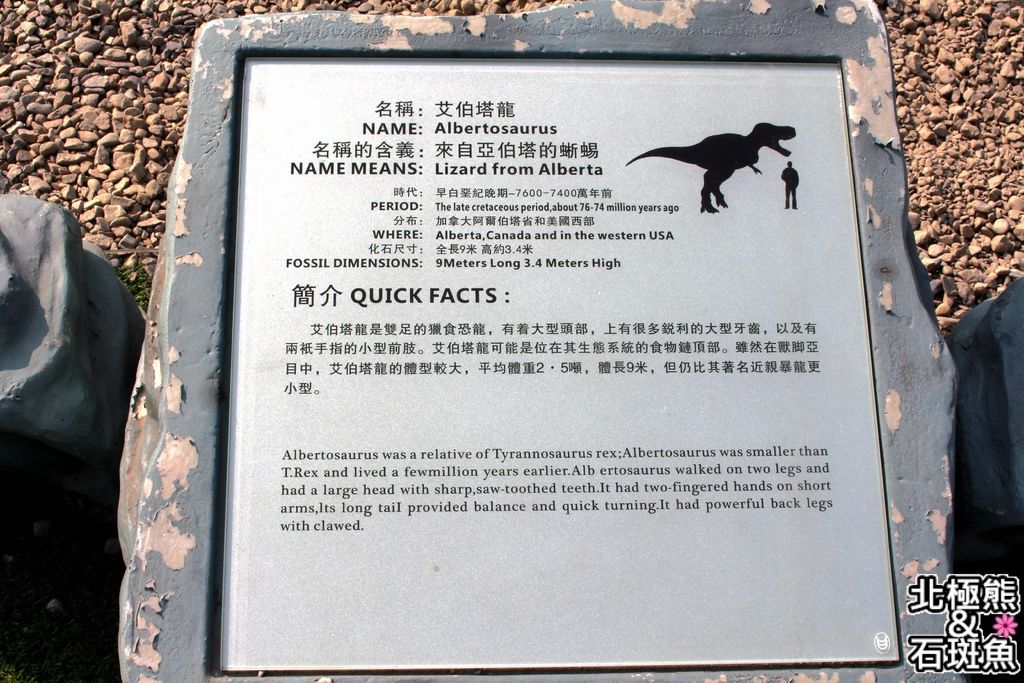 名稱：艾伯塔龍
NAME: Albertosaurus
名稱的含義：來自亞伯塔的蜥蜴
NAME MEANS: Lizard from Alberta
時代：早白堊紀晚期-7600-7400萬年前
PERIOD: The late cretaceous period,about 76-74 million years ago
分布：加拿大阿爾伯塔省和美國西部
WHERE: Alberta,Canada and in the western USA
化石尺寸：全長9米 高約3.4米
FOSSIL DIMENSIONS: 9Meters Long 3.4 Meters High
簡介 QUICK FACTS :
艾伯塔龍是雙足的獵食恐龍，有着大型頭部，上有很多鋭利的大型牙齒，以及有
兩衹手指的小型前肢。艾伯塔龍可能是位在其生態系統的食物鏈頂部。雖然在獸脚亞
目中，艾伯塔龍的體型較大，平均體重2·5噸，體長9米，但仍比其著名近親暴龍更
小型。
Albertosaurus was a relative of Tyrannosaurus rex;Albertosaurus was smaller than
T.Rex and lived a fewmillion years earlier.Alb ertosaurus walked on two legs and
had a large head with sharp,saw-toothed teeth.It had two-fingered hands on short
arms,Its long taiI provided balance and quick turning.It had powerful back legs
with clawed.
北極熊
&
石斑魚